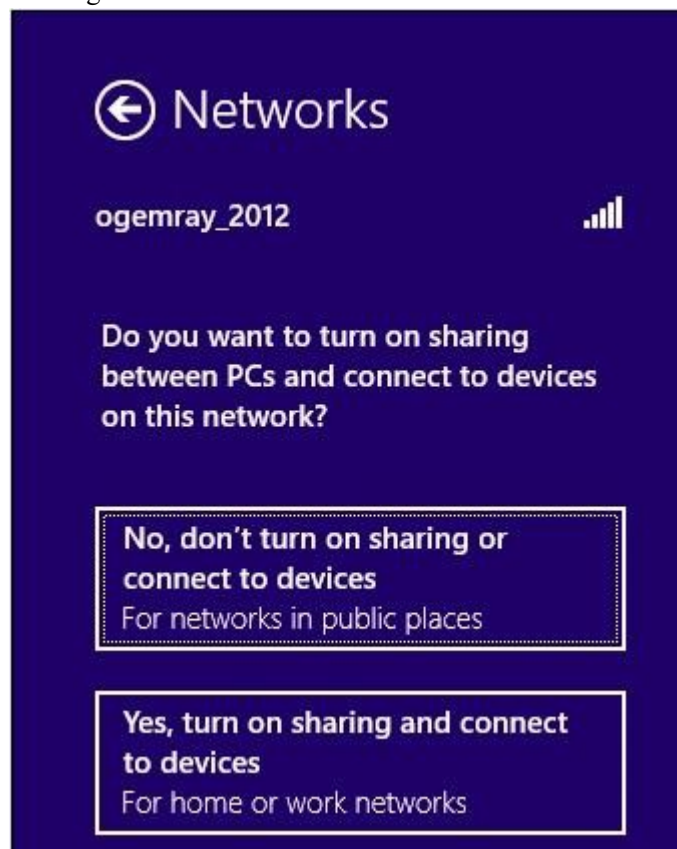 Networks
ogemray_2012
Do you want to turn on sharing
between PCs and connect to devices
on this network?
No, don't turn on sharing or
connect to devices
For networks in public places
Yes, turn on sharing and connect
to devices
For home or work networks